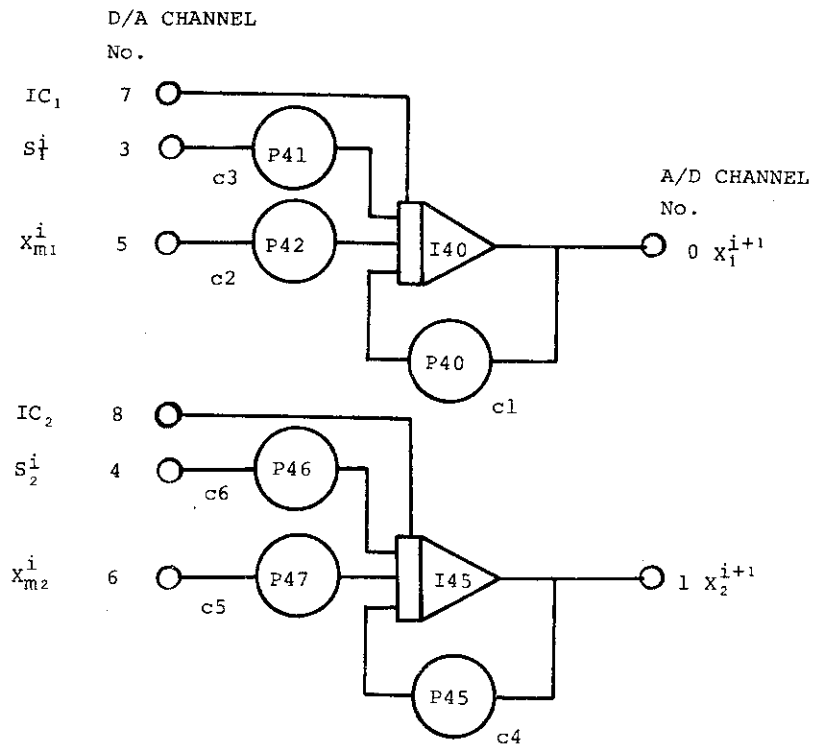 D/A CHANNEL
No.
IC₁ 7
S₁ⁱ 3 P41
c3
A/D CHANNEL
No.
Xₘ₁ⁱ 5 P42 I40 0 X₁ⁱ⁺¹
c2
P40
c1
IC₂ 8
S₂ⁱ 4 P46
c6
Xₘ₂ⁱ 6 P47 I45 1 X₂ⁱ⁺¹
c5
P45
c4